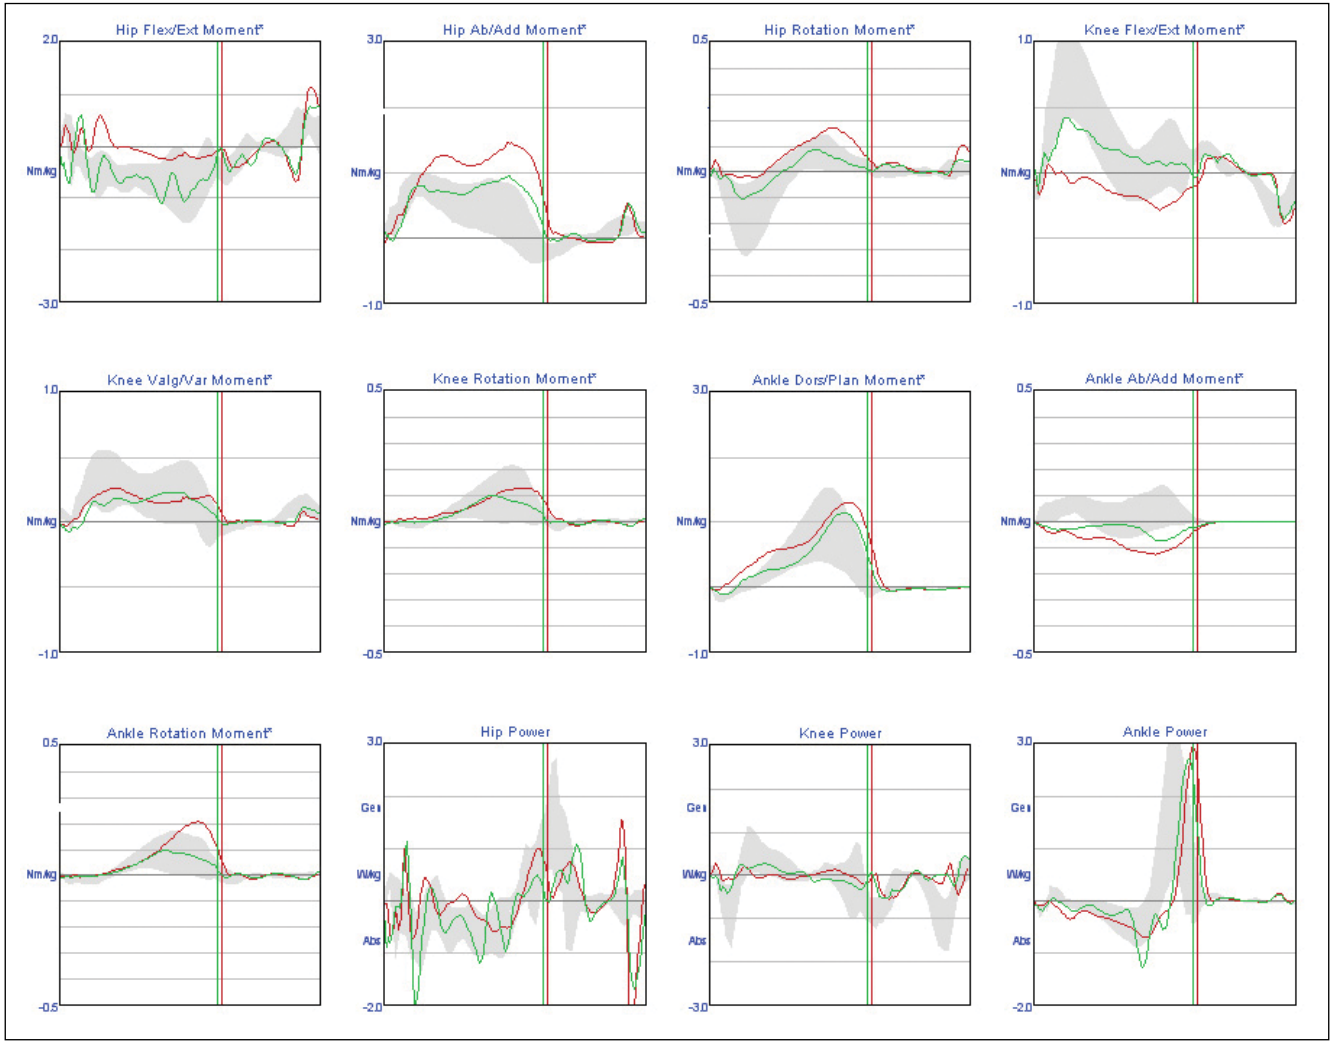 Hip Flex/Ext Moment* Hip Ab/Add Moment* Hip Rotation Moment* Knee Flex/Ext Moment*
2.0 3.0 0.5 1.0
Nm/kg Nm/kg Nm/kg Nm/kg
-3.0 -1.0 -0.5 -1.0
Knee Valg/Var Moment* Knee Rotation Moment* Ankle Dors/Plan Moment* Ankle Ab/Add Moment*
1.0 0.5 3.0 0.5
Nm/kg Nm/kg Nm/kg Nm/kg
-1.0 -0.5 -1.0 -0.5
Ankle Rotation Moment* Hip Power Knee Power Ankle Power
0.5 3.0 3.0 3.0
Gen Gen Gen
Nm/kg W/kg W/kg W/kg
Abs Abs Abs
-0.5 -2.0 -3.0 -2.0